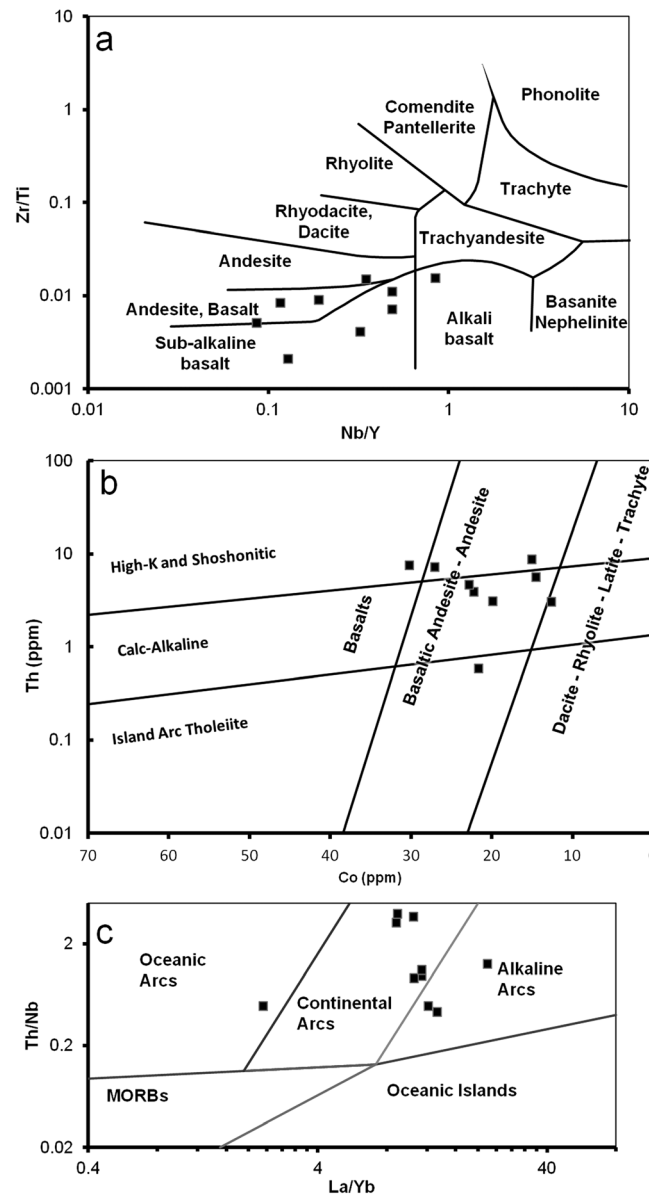 a
10
1
0.1
0.01
0.001
Zr/Ti
Phonolite
Comendite
Pantellerite
Rhyolite
Trachyte
Rhyodacite,
Dacite
Trachyandesite
Andesite
Andesite, Basalt
Sub-alkaline
basalt
Alkali
basalt
Basanite
Nephelinite
0.01
0.1
1
10
Nb/Y
b
100
10
1
0.1
0.01
Th (ppm)
High-K and Shoshonitic
Calc-Alkaline
Island Arc Tholeiite
Basalts
Basaltic Andesite - Andesite
Dacite - Rhyolite - Latite - Trachyte
70
60
50
40
30
20
10
Co (ppm)
c
2
0.2
0.02
Th/Nb
Oceanic
Arcs
Continental
Arcs
Alkaline
Arcs
MORBs
Oceanic Islands
0.4
4
40
La/Yb